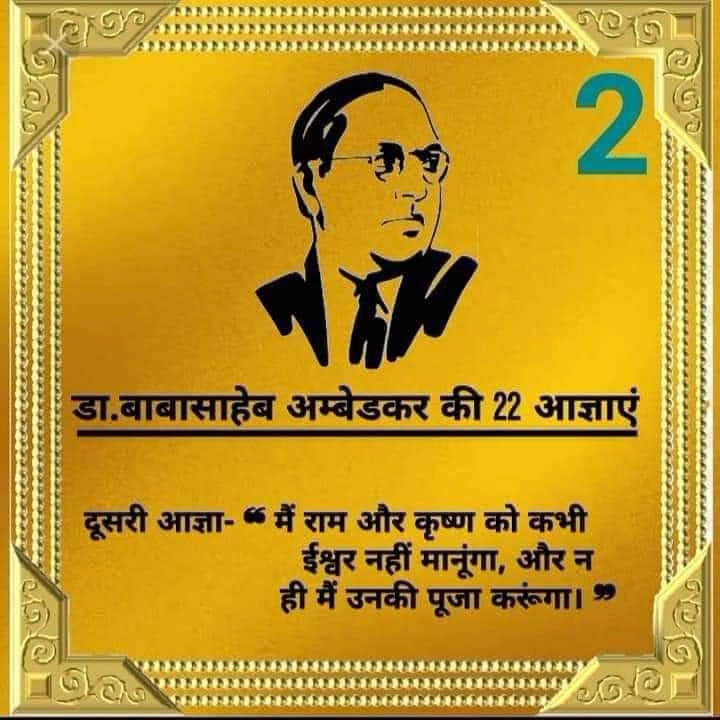 2
डा.बाबासाहेब अम्बेडकर की 22 आज्ञाएं
दूसरी आज्ञा- “ मैं राम और कृष्ण को कभी
ईश्वर नहीं मानूंगा, और न
ही मैं उनकी पूजा करूंगा। ”